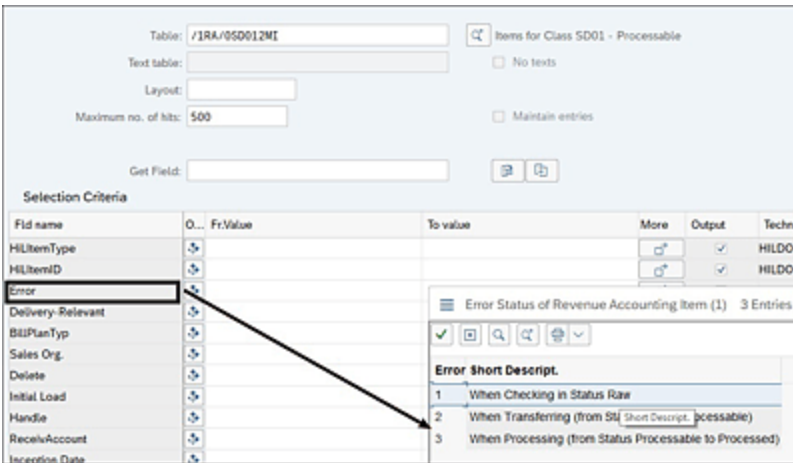 Table: /1RA/0SD012MI Items for Class SD01 - Processable
Text table: No texts
Layout:
Maximum no. of hits: 500 Maintain entries
Get Field:
Selection Criteria
Fld name O... Fr.Value To value More Output Techn
HiLItemType HILDO
HiLItemID HILDO
Error
Delivery-Relevant
BillPlanTyp
Sales Org.
Delete
Initial Load
Handle
ReceivAccount
Inception Date
Error Status of Revenue Accounting Item (1) 3 Entries
Error Short Descript.
1 When Checking in Status Raw
2 When Transferring (from Sta Short Descript. ocessable)
3 When Processing (from Status Processable to Processed)